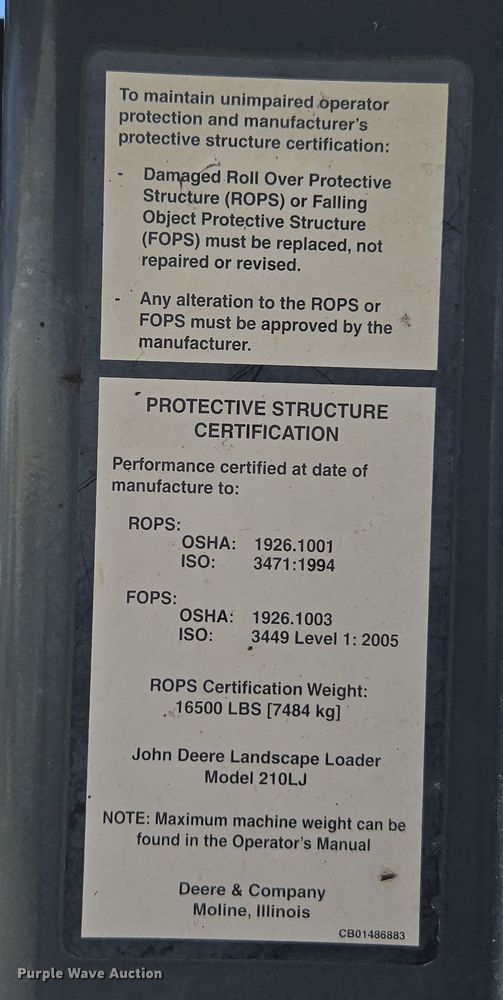 To maintain unimpaired operator
protection and manufacturer's
protective structure certification:
- Damaged Roll Over Protective
Structure (ROPS) or Falling
Object Protective Structure
(FOPS) must be replaced, not
repaired or revised.
- Any alteration to the ROPS or
FOPS must be approved by the
manufacturer.
PROTECTIVE STRUCTURE
CERTIFICATION
Performance certified at date of
manufacture to:
ROPS:
OSHA: 1926.1001
ISO: 3471:1994
FOPS:
OSHA: 1926.1003
ISO: 3449 Level 1: 2005
ROPS Certification Weight:
16500 LBS [7484 kg]
John Deere Landscape Loader
Model 210LJ
NOTE: Maximum machine weight can be
found in the Operator's Manual
Deere & Company
Moline, Illinois
CB01486883
Purple Wave Auction